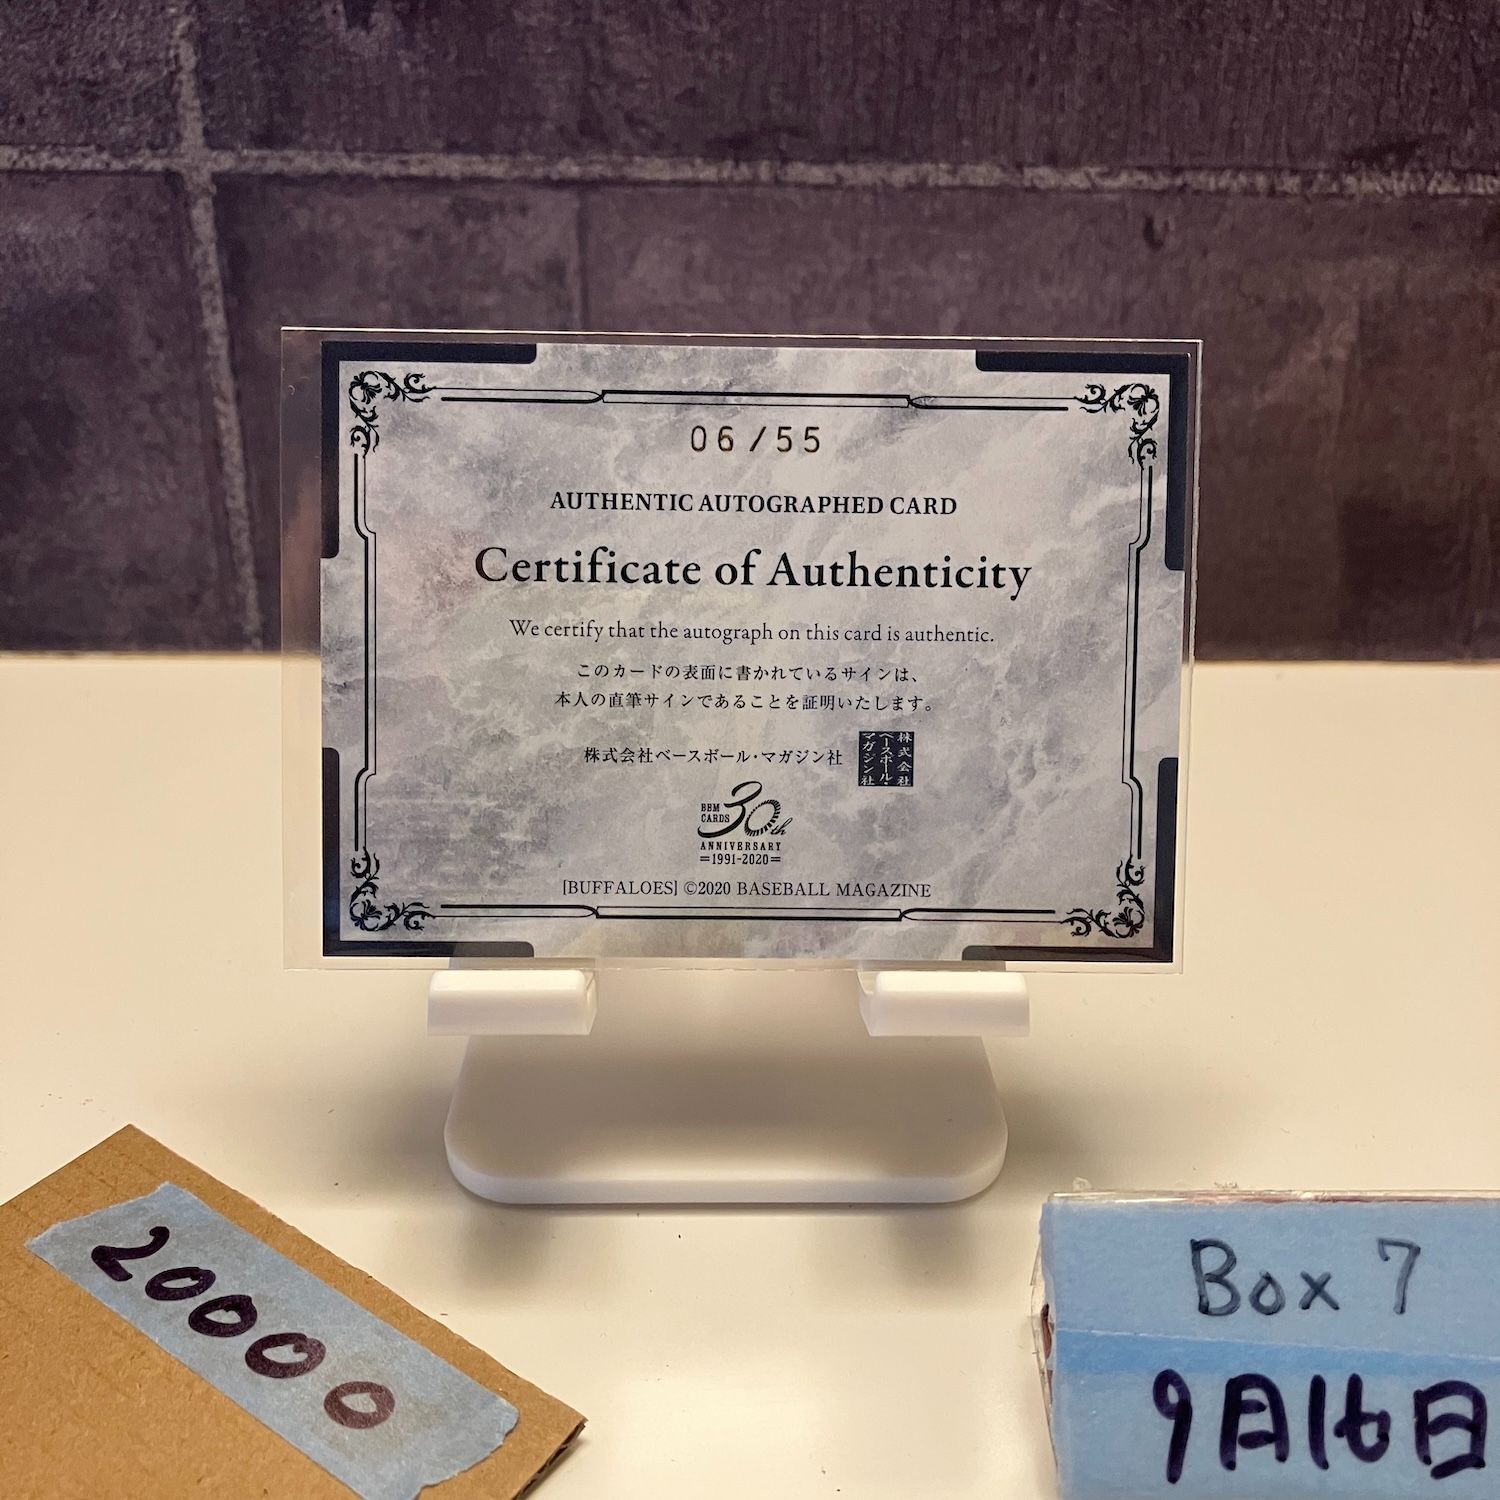 06/55
AUTHENTIC AUTOGRAPHED CARD
Certificate of Authenticity
We certify that the autograph on this card is authentic.
このカードの表面に書かれているサインは、
本人の直筆サインであることを証明いたします。
株式会社ベースボール・マガジン社
株式会社
ベースボール・
マガジン社
BBM
CARDS
30th
ANNIVERSARY
=1991-2020=
[BUFFALOES] ©2020 BASEBALL MAGAZINE
20000
Box 7
9月16日